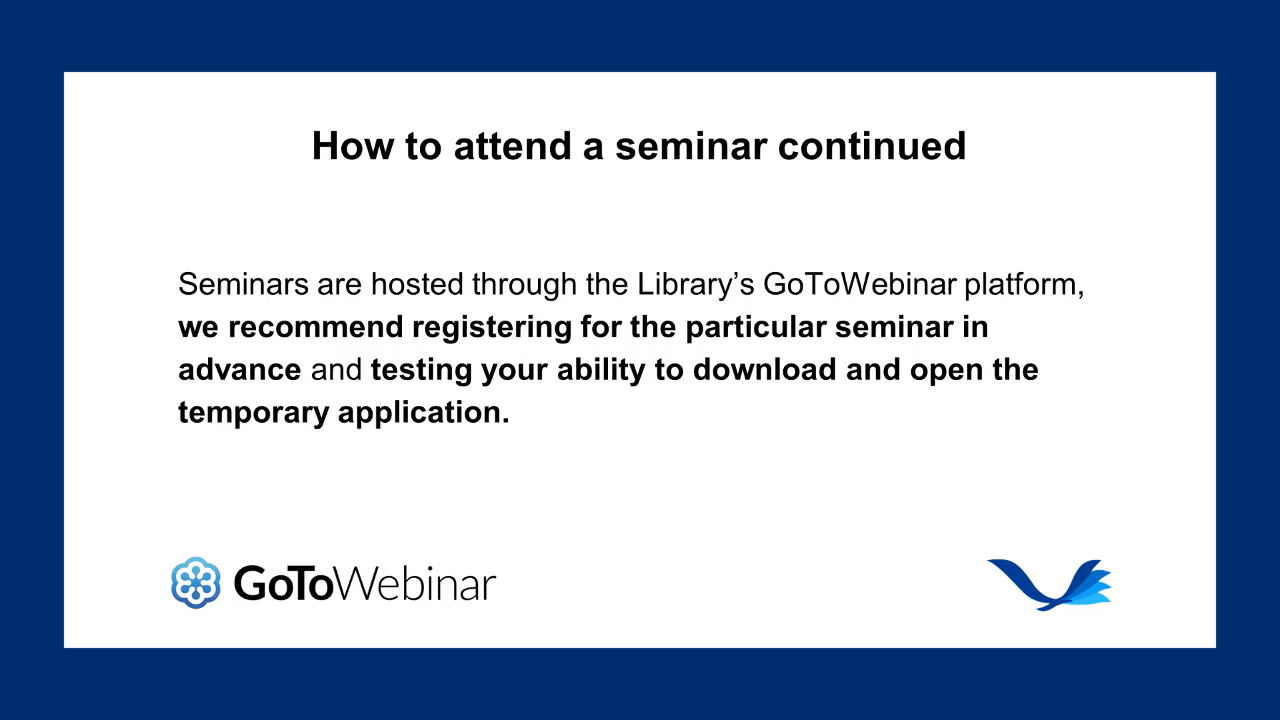 How to attend a seminar continued
Seminars are hosted through the Library’s GoToWebinar platform,
we recommend registering for the particular seminar in
advance and testing your ability to download and open the
temporary application.
GoToWebinar